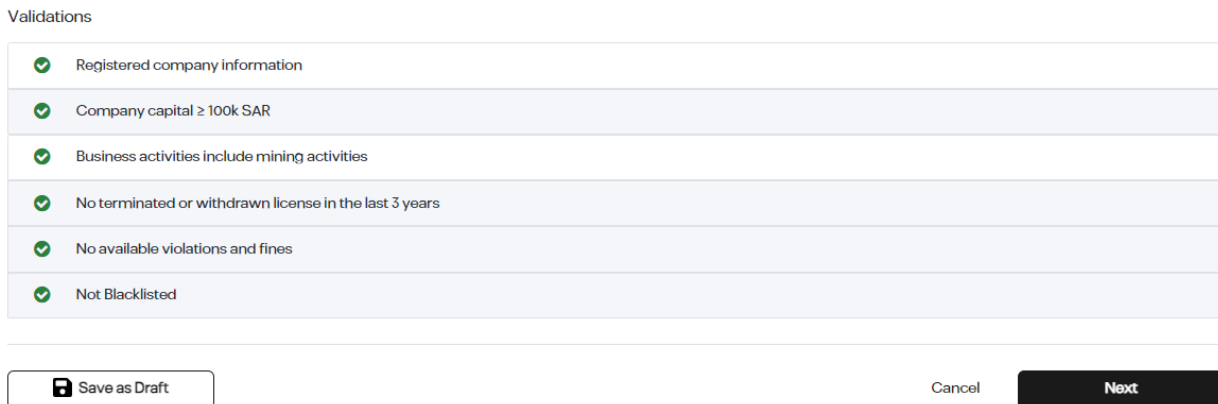 Validations
Registered company information
Company capital ≥ 100k SAR
Business activities include mining activities
No terminated or withdrawn license in the last 3 years
No available violations and fines
Not Blacklisted
Save as Draft
Cancel
Next